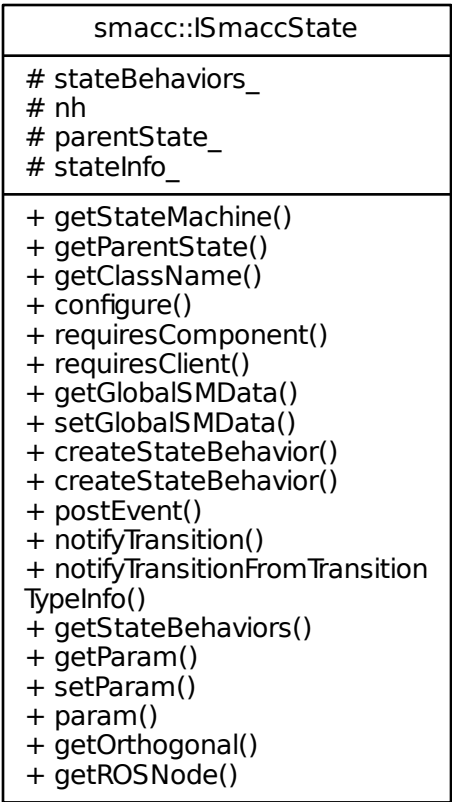 smacc::ISmaccState
# stateBehaviors_
# nh
# parentState_
# stateInfo_
+ getStateMachine()
+ getParentState()
+ getClassName()
+ configure()
+ requiresComponent()
+ requiresClient()
+ getGlobalSMData()
+ setGlobalSMData()
+ createStateBehavior()
+ createStateBehavior()
+ postEvent()
+ notifyTransition()
+ notifyTransitionFromTransition
TypeInfo()
+ getStateBehaviors()
+ getParam()
+ setParam()
+ param()
+ getOrthogonal()
+ getROSNode()